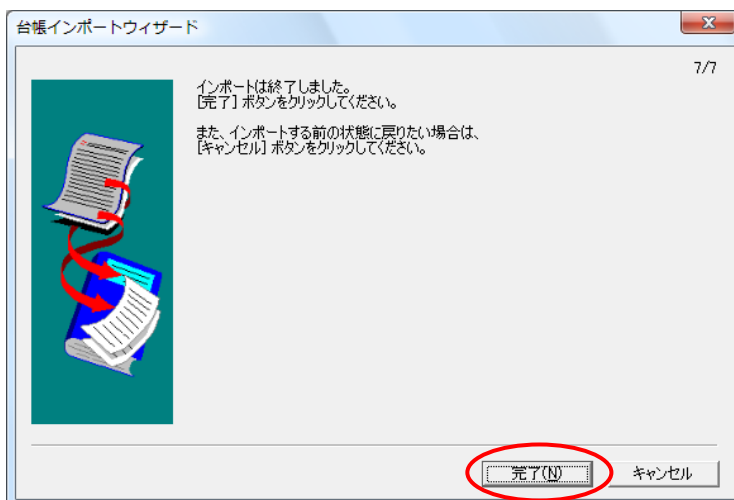 台帳インポートウィザード
7/7
インポートは終了しました。
[完了] ボタンをクリックしてください。
また、インポートする前の状態に戻りたい場合は、
[キャンセル] ボタンをクリックしてください。
完了(N) キャンセル